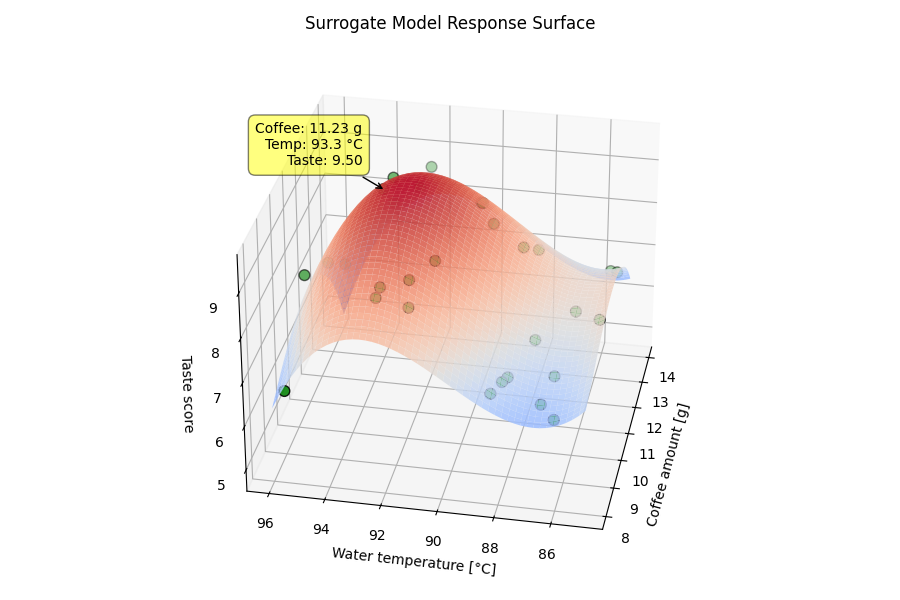 Surrogate Model Response Surface
Coffee: 11.23 g
Temp: 93.3 °C
Taste: 9.50
9
8
7
6
5
Taste score
96
94
92
90
88
86
Water temperature [°C]
14
13
12
11
10
9
8
Coffee amount [g]